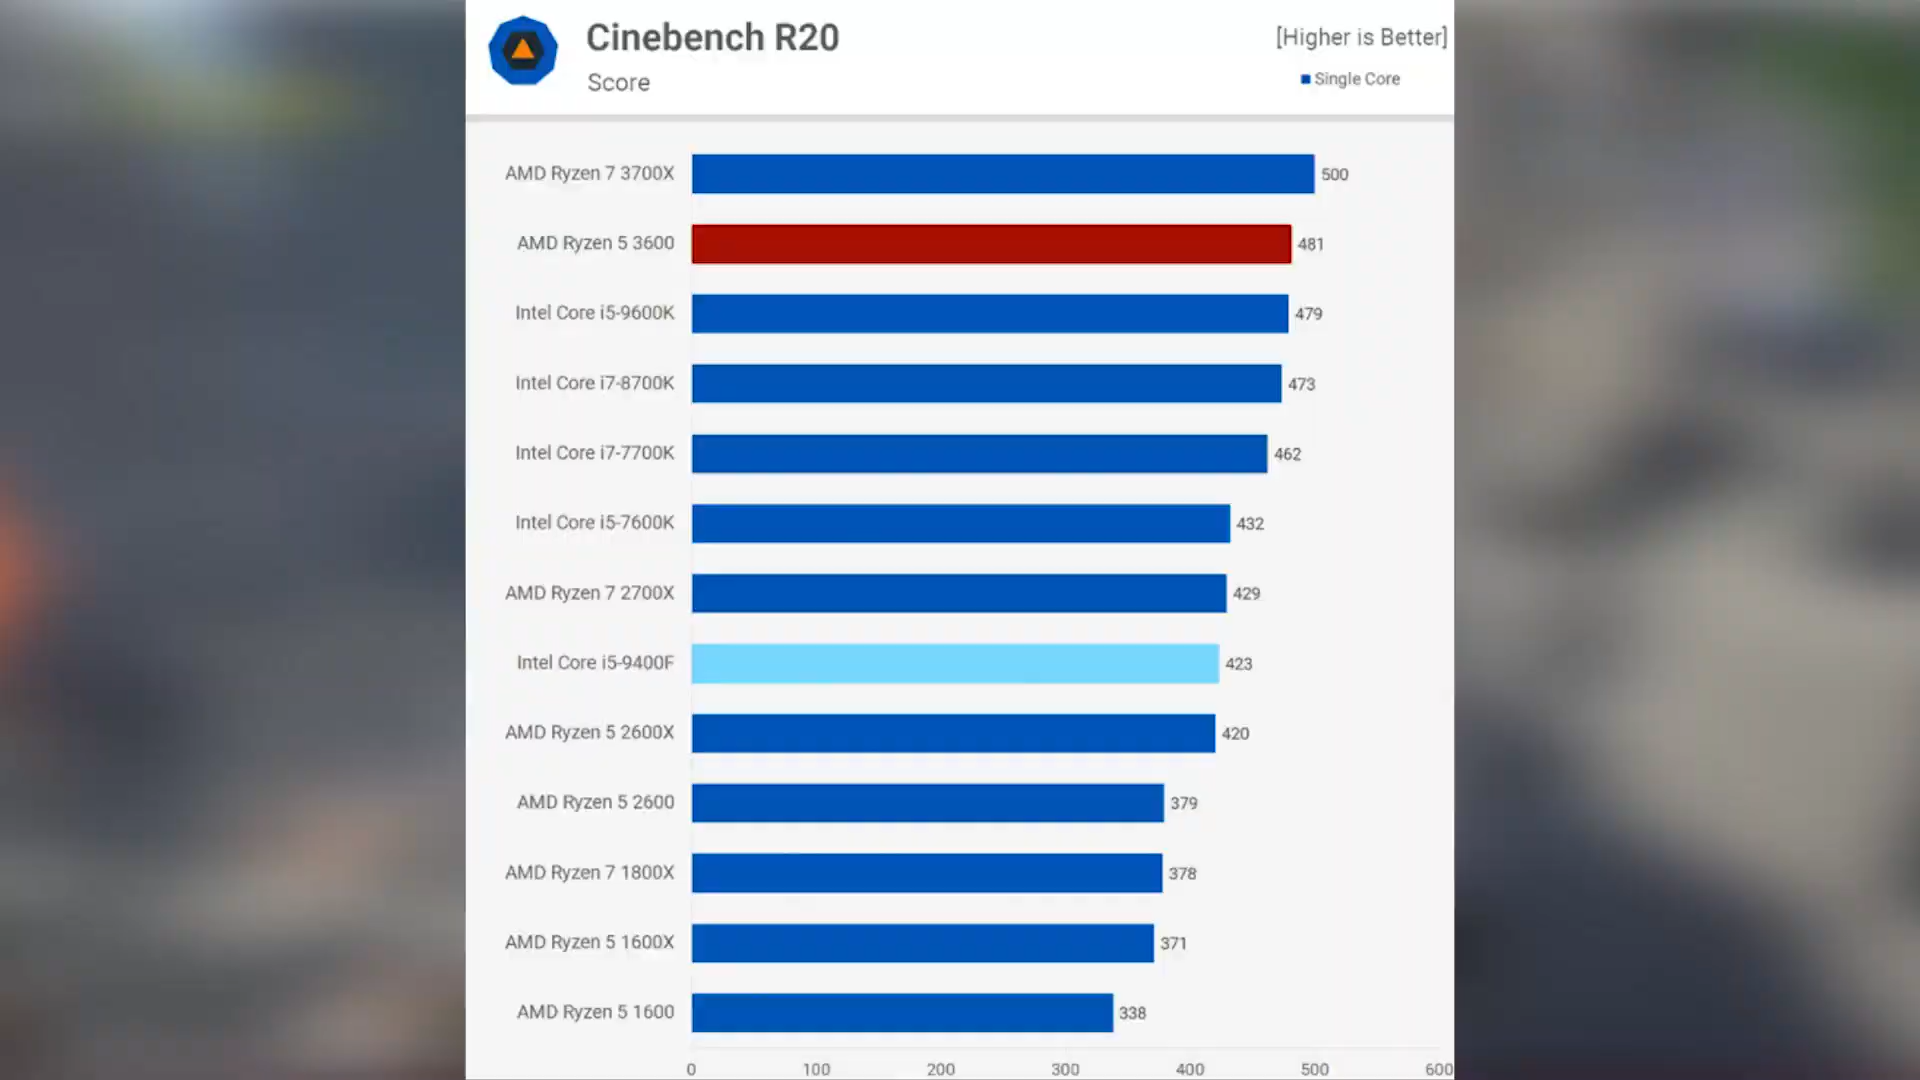 Cinebench R20
[Higher is Better]
Score
Single Core
AMD Ryzen 7 3700X 500
AMD Ryzen 5 3600 481
Intel Core i5-9600K 479
Intel Core i7-8700K 473
Intel Core i7-7700K 462
Intel Core i5-7600K 432
AMD Ryzen 7 2700X 429
Intel Core i5-9400F 423
AMD Ryzen 5 2600X 420
AMD Ryzen 5 2600 379
AMD Ryzen 7 1800X 378
AMD Ryzen 5 1600X 371
AMD Ryzen 5 1600 338
0 100 200 300 400 500 600